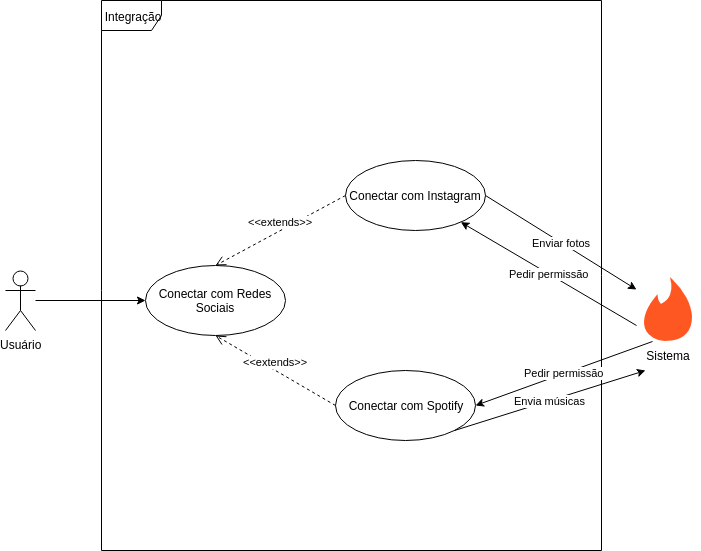 Integração
Conectar com Instagram
<<extends>>
Enviar fotos
Pedir permissão
Conectar com Redes
Sociais
Usuário
Sistema
<<extends>>
Pedir permissão
Envia músicas
Conectar com Spotify